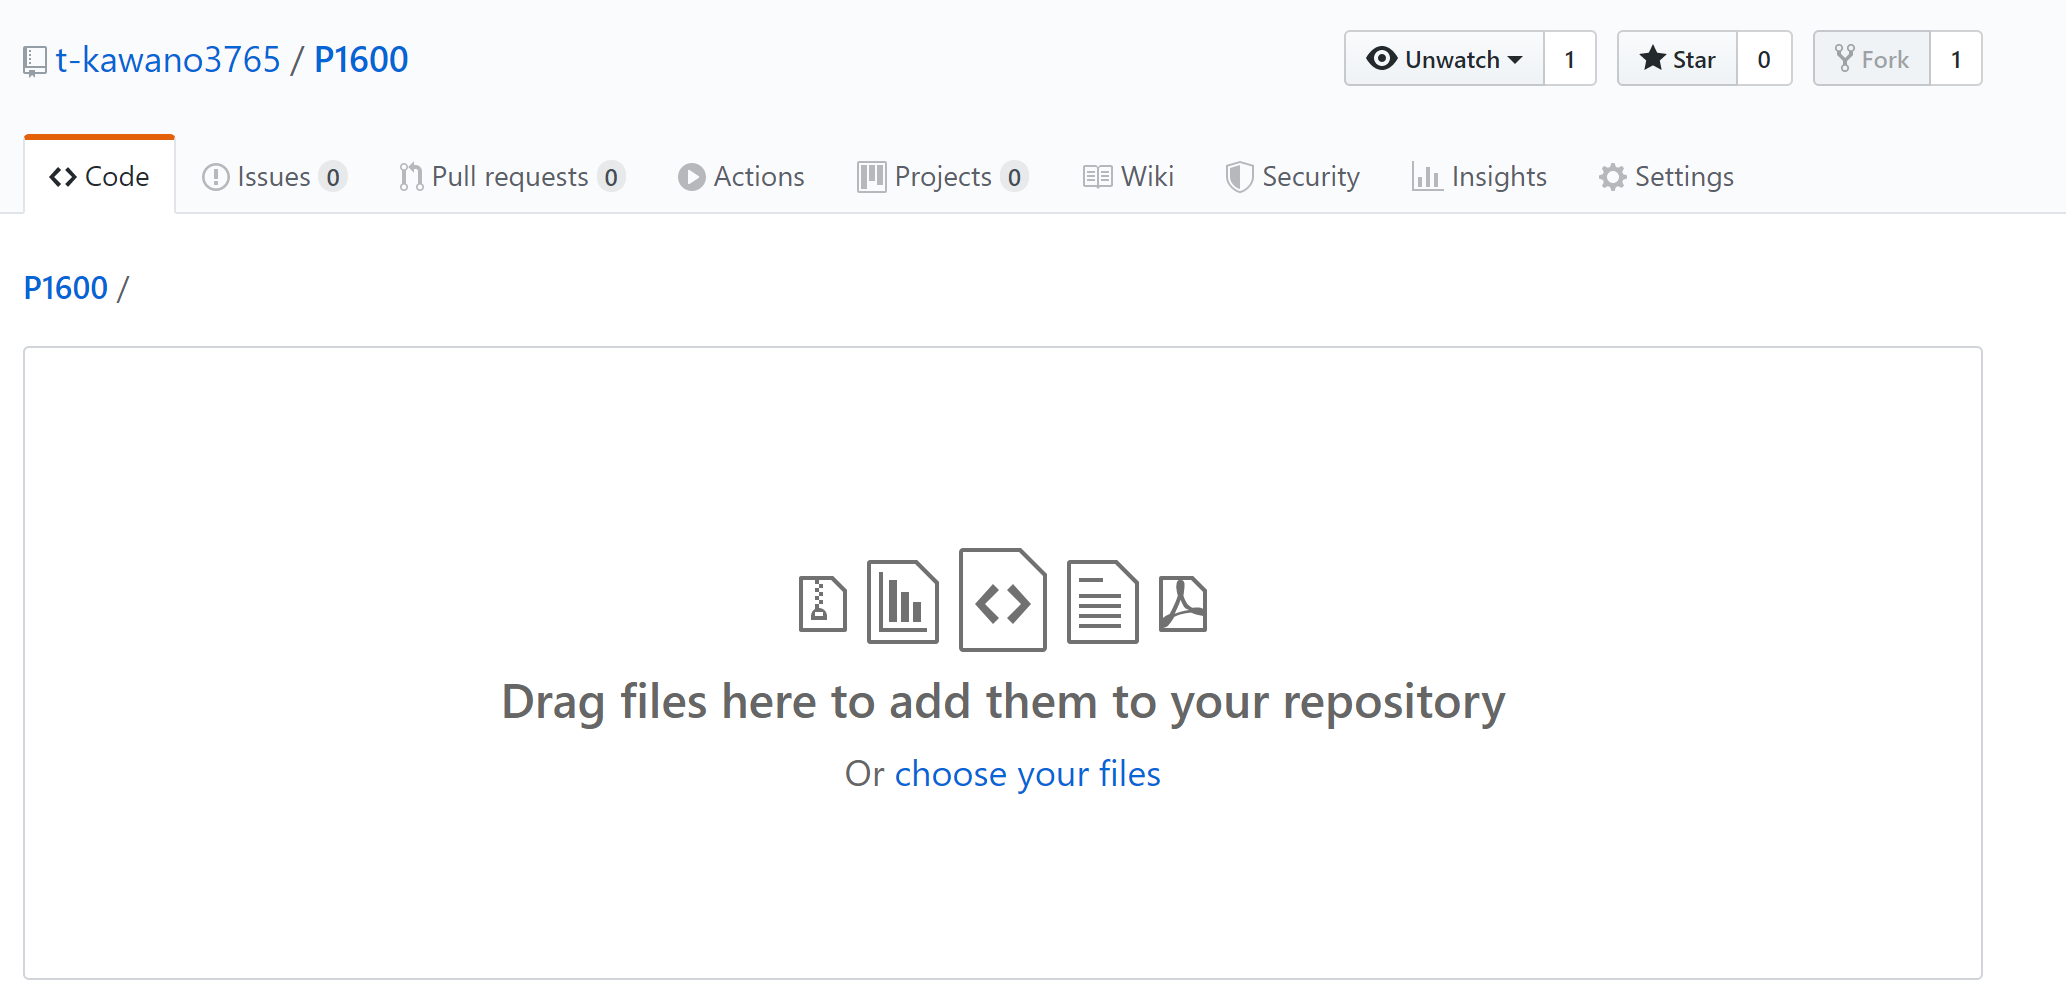 t-kawano3765 / P1600
Unwatch 1 Star 0 Fork 1
Code Issues 0 Pull requests 0 Actions Projects 0 Wiki Security Insights Settings
P1600 /
Drag files here to add them to your repository
Or choose your files